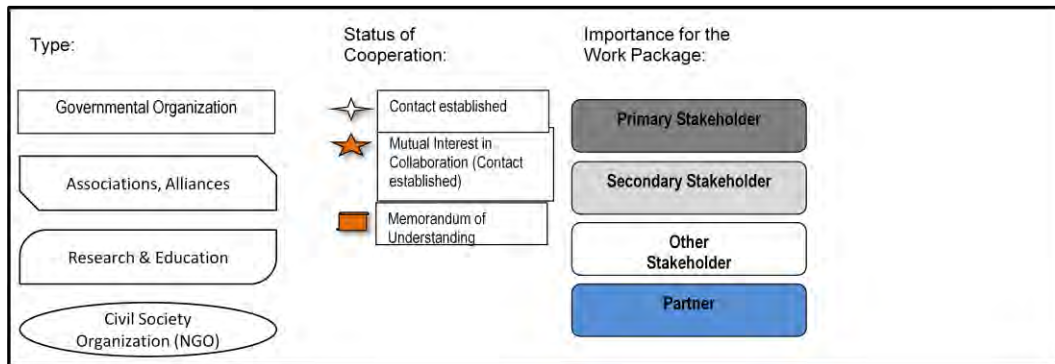 Type:
Governmental Organization
Associations, Alliances
Research & Education
Civil Society
Organization (NGO)
Status of
Cooperation:
Contact established
Mutual Interest in
Collaboration (Contact
established)
Memorandum of
Understanding
Importance for the
Work Package:
Primary Stakeholder
Secondary Stakeholder
Other
Stakeholder
Partner